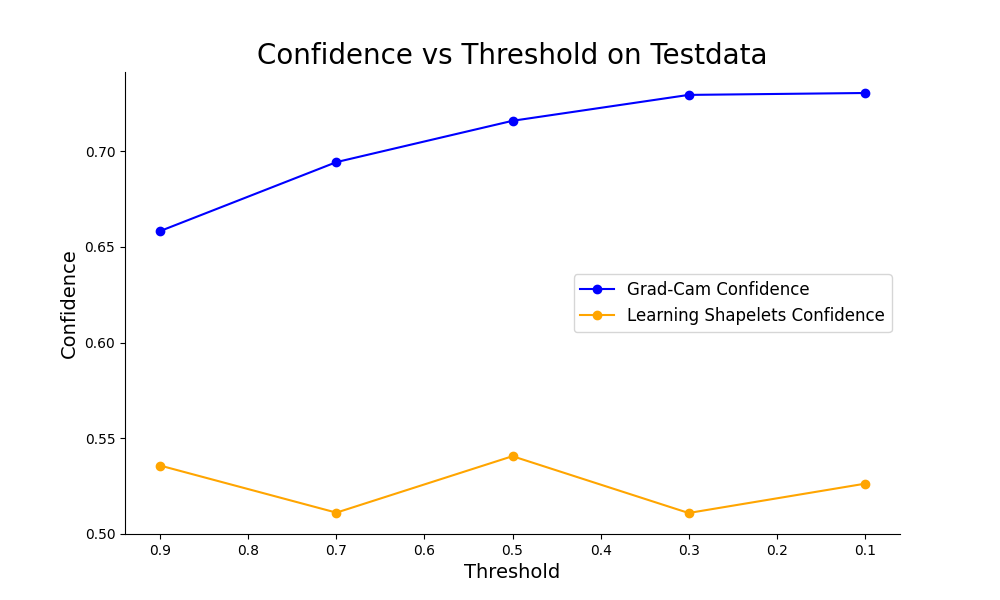 Confidence vs Threshold on Testdata
Confidence
0.70
0.65
0.60
0.55
0.50
Grad-Cam Confidence
Learning Shapelets Confidence
0.9 0.8 0.7 0.6 0.5 0.4 0.3 0.2 0.1
Threshold